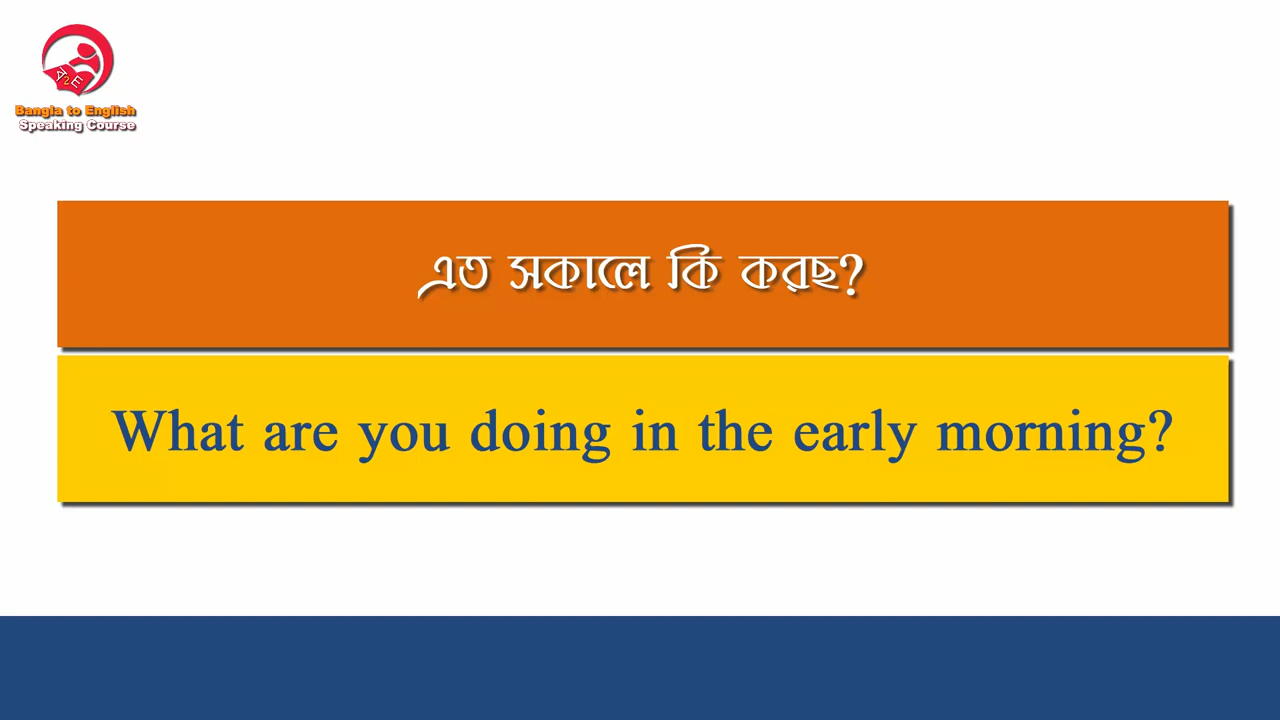 Bangla to English
Speaking Course
এত সকালে কি করছ?
What are you doing in the early morning?